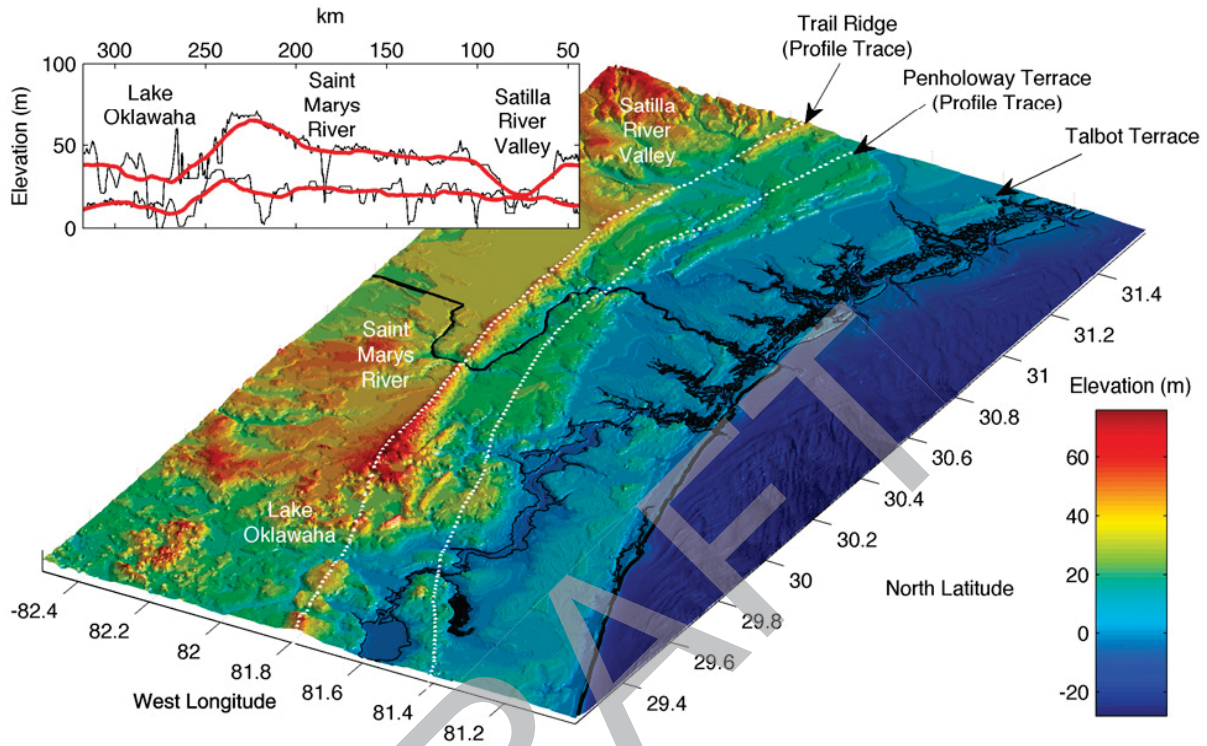 km
300
250
200
150
100
50
100
50
0
Elevation (m)
Lake
Oklawaha
Saint
Marys
River
Satilla
River
Valley
Trail Ridge
(Profile Trace)
Penholoway Terrace
(Profile Trace)
Talbot Terrace
Satilla
River
Valley
Saint
Marys
River
Lake
Oklawaha
-82.4
82.2
82
81.8
81.6
81.4
81.2
West Longitude
31.4
31.2
31
30.8
30.6
30.4
30.2
30
29.8
29.6
29.4
North Latitude
Elevation (m)
60
40
20
0
-20
DRAFT